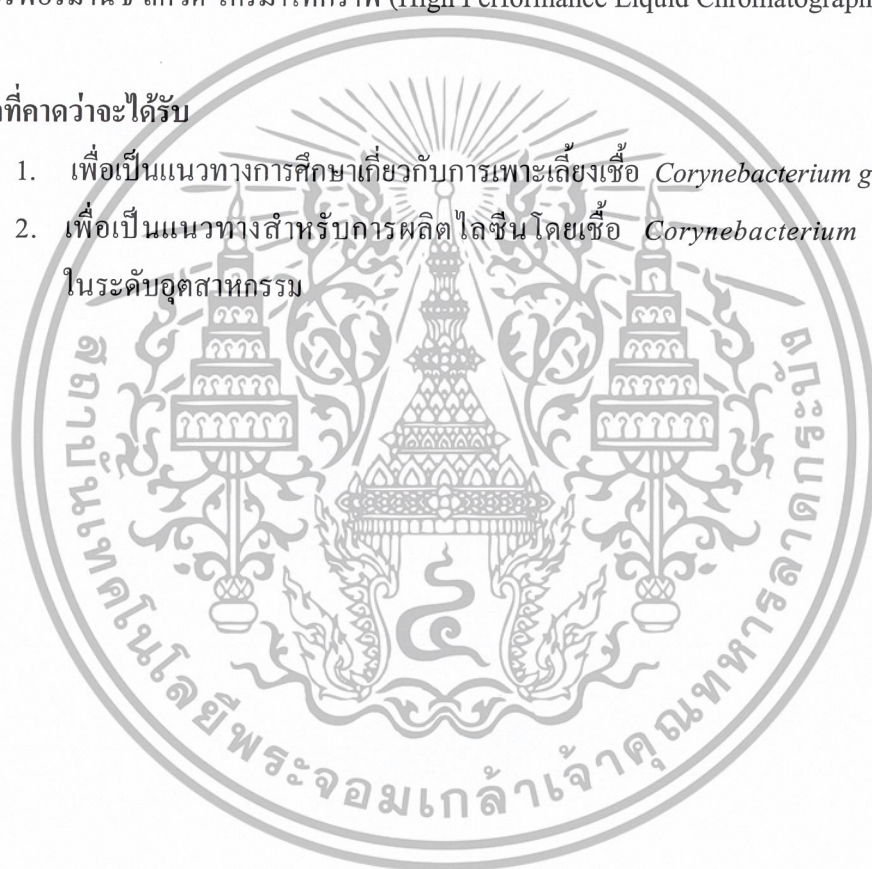 (High Performance Liquid Chromatograph
ที่คาดว่าจะได้รับ
1. เพื่อเป็นแนวทางการศึกษาเกี่ยวกับการเพาะเลี้ยงเชื้อ Corynebacterium g
2. เพื่อเป็นแนวทางสำหรับการผลิตไลซีนโดยเชื้อ Corynebacterium
ในระดับอุตสาหกรรม
สถาบันเทคโนโลยีพระจอมเกล้าเจ้าคุณทหารลาดกระบัง